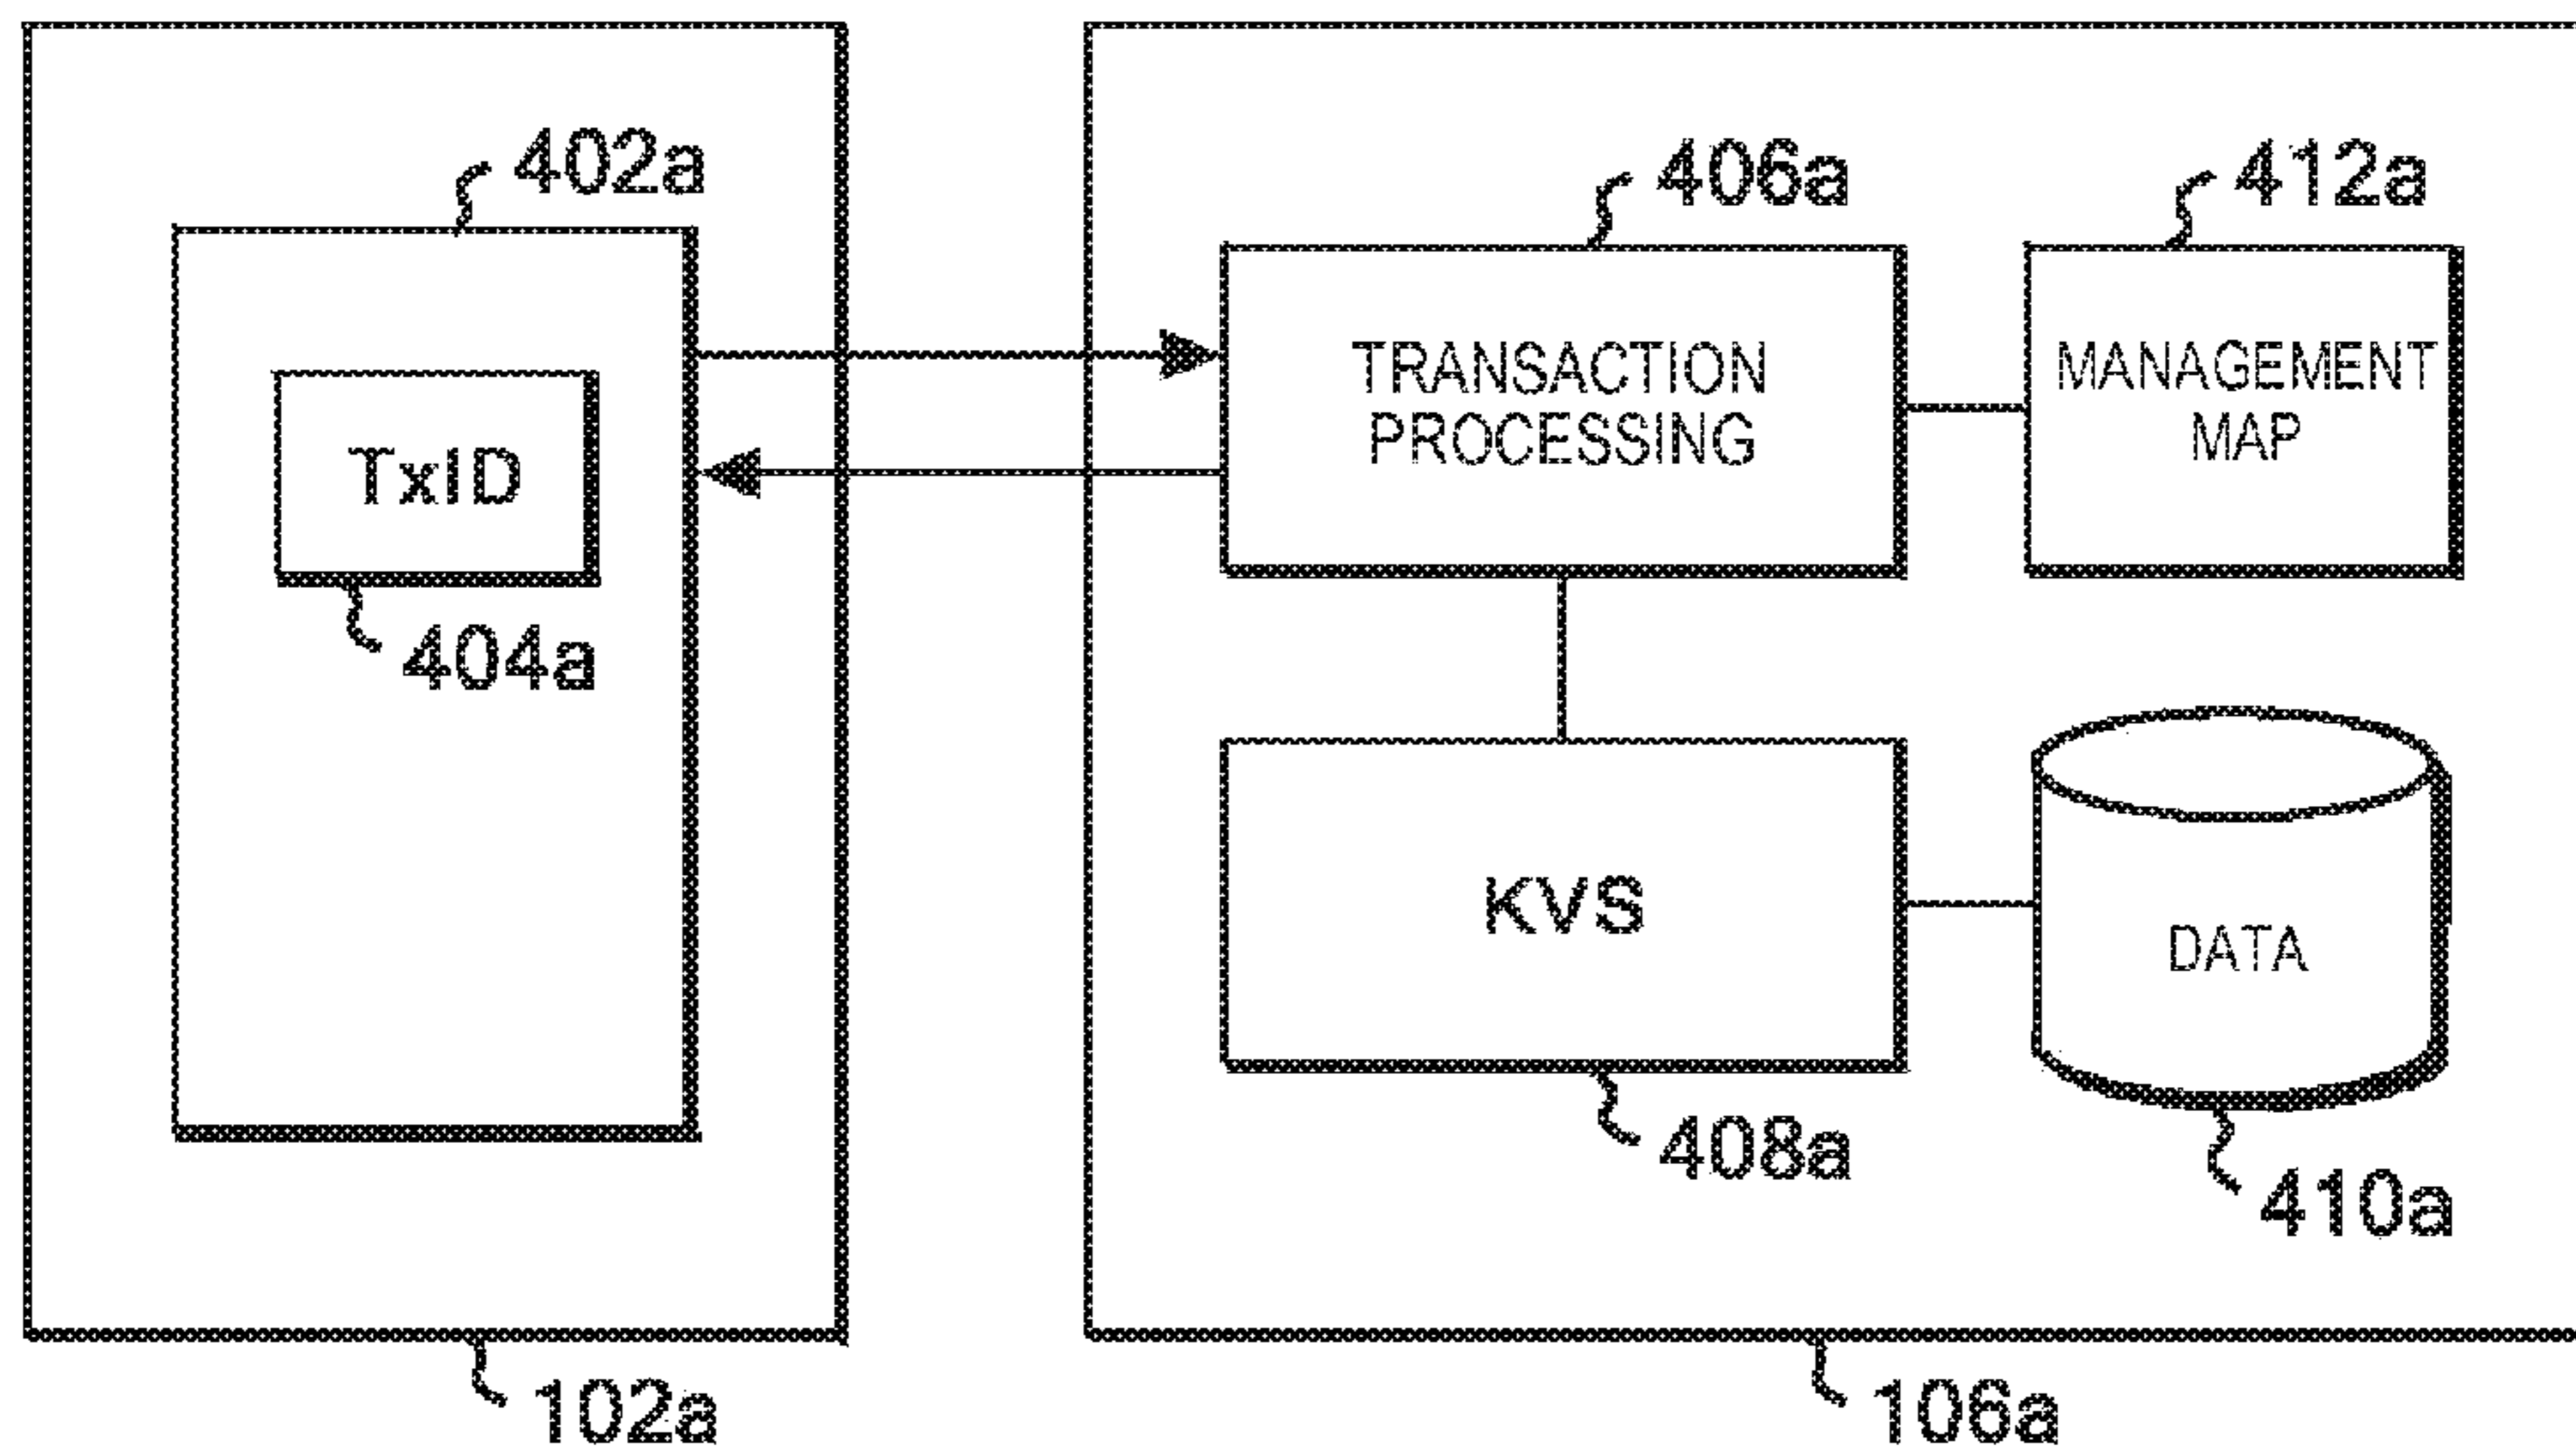 402a
TxID
404a
406a
TRANSACTION
PROCESSING
412a
MANAGEMENT
MAP
KVS
408a
DATA
410a
102a
106a